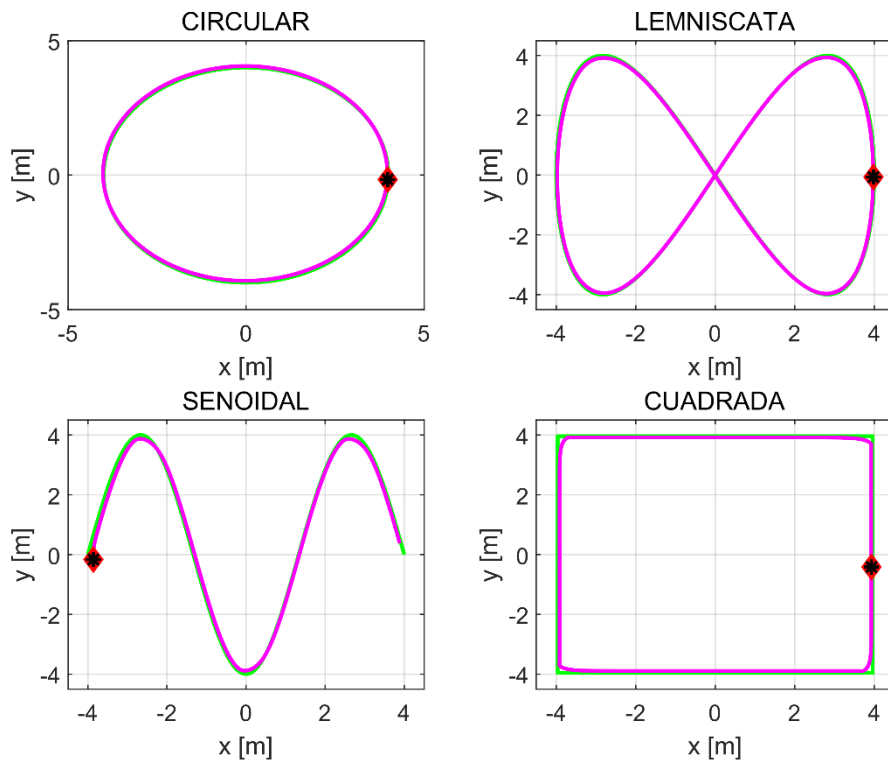 CIRCULAR
5
0
-5
y [m]
-5 0 5
x [m]
LEMNISCATA
4
2
0
-2
-4
y [m]
-4 -2 0 2 4
x [m]
SENOIDAL
4
2
0
-2
-4
y [m]
-4 -2 0 2 4
x [m]
CUADRADA
4
2
0
-2
-4
y [m]
-4 -2 0 2 4
x [m]